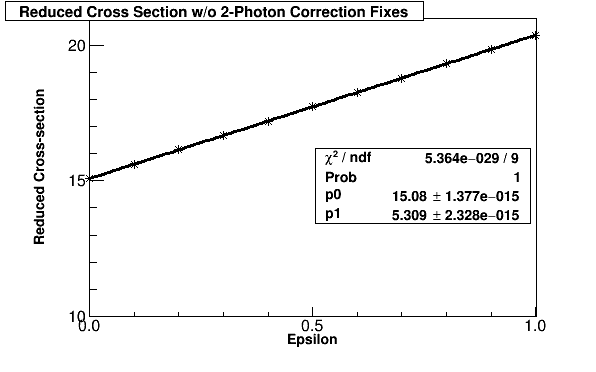 Reduced Cross Section w/o 2-Photon Correction Fixes
20
15
10
Reduced Cross-section
χ² / ndf 5.364e−029 / 9
Prob 1
p0 15.08 ± 1.377e−015
p1 5.309 ± 2.328e−015
0.0 0.5 1.0
Epsilon